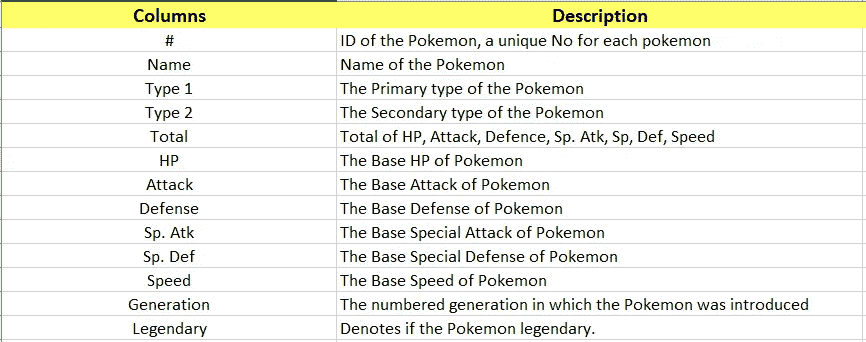 Columns Description
# ID of the Pokemon, a unique No for each pokemon
Name Name of the Pokemon
Type 1 The Primary type of the Pokemon
Type 2 The Secondary type of the Pokemon
Total Total of HP, Attack, Defence, Sp. Atk, Sp, Def, Speed
HP The Base HP of Pokemon
Attack The Base Attack of Pokemon
Defense The Base Defense of Pokemon
Sp. Atk The Base Special Attack of Pokemon
Sp. Def The Base Special Defense of Pokemon
Speed The Base Speed of Pokemon
Generation The numbered generation in which the Pokemon was introduced
Legendary Denotes if the Pokemon legendary.